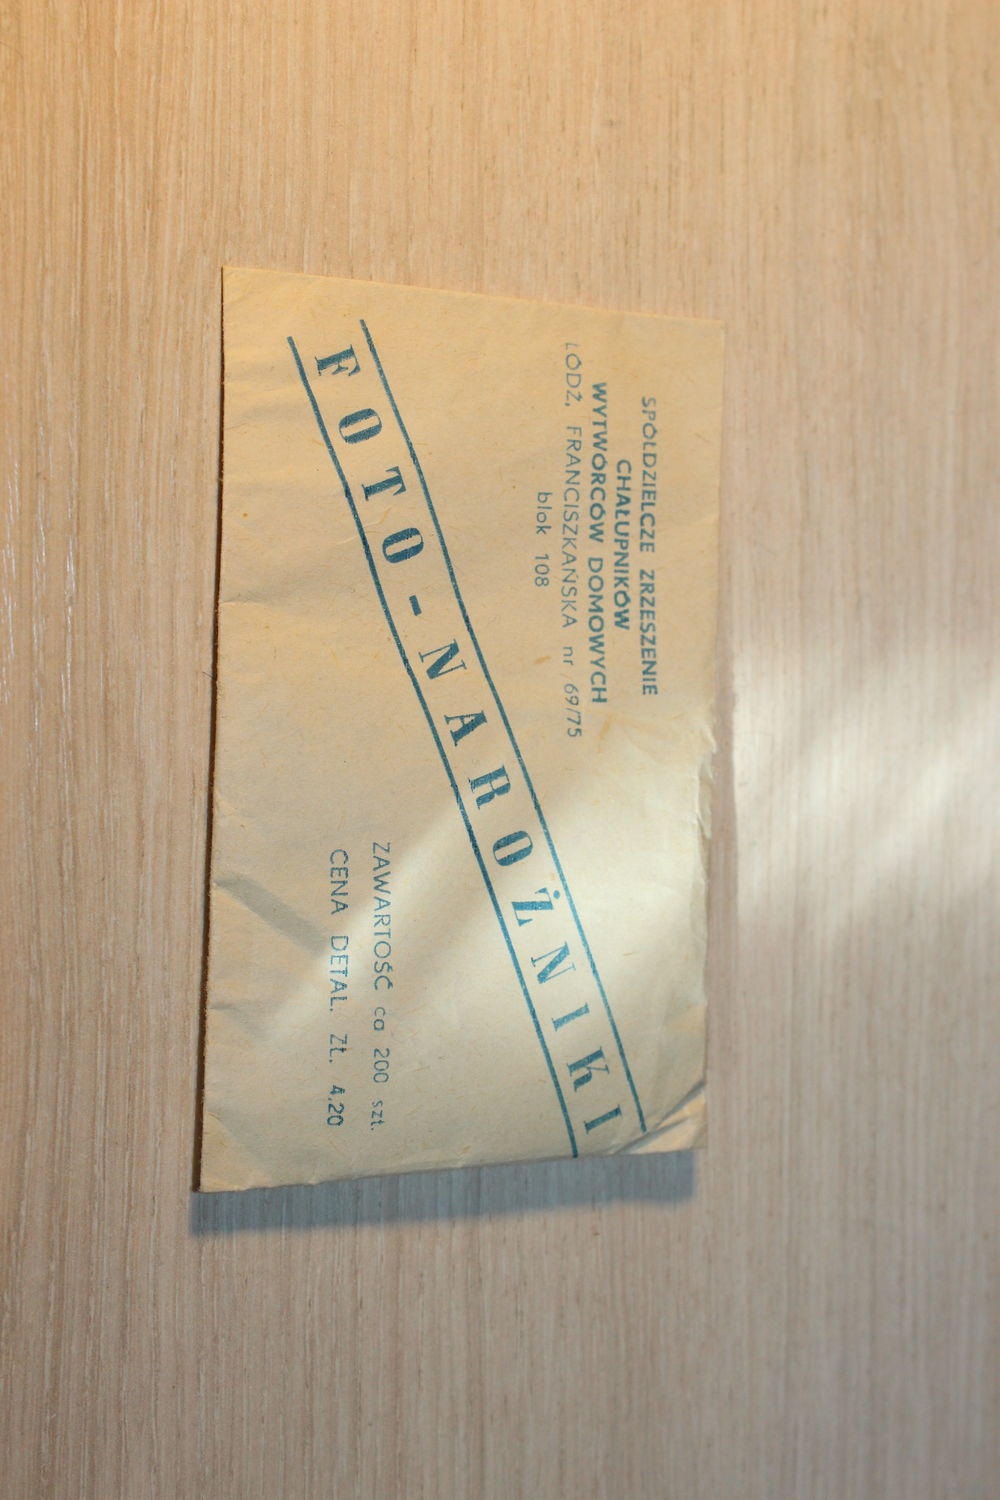 SPÓŁDZIELCZE ZRZESZENIE
CHAŁUPNIKÓW
WYTWÓRCÓW DOMOWYCH
ŁÓDŹ, FRANCISZKAŃSKA nr 69/75
blok 108
FOTO-NAROŻNIKI
ZAWARTOŚĆ ca 200 szt.
CENA DETAL. ZŁ. 4,20